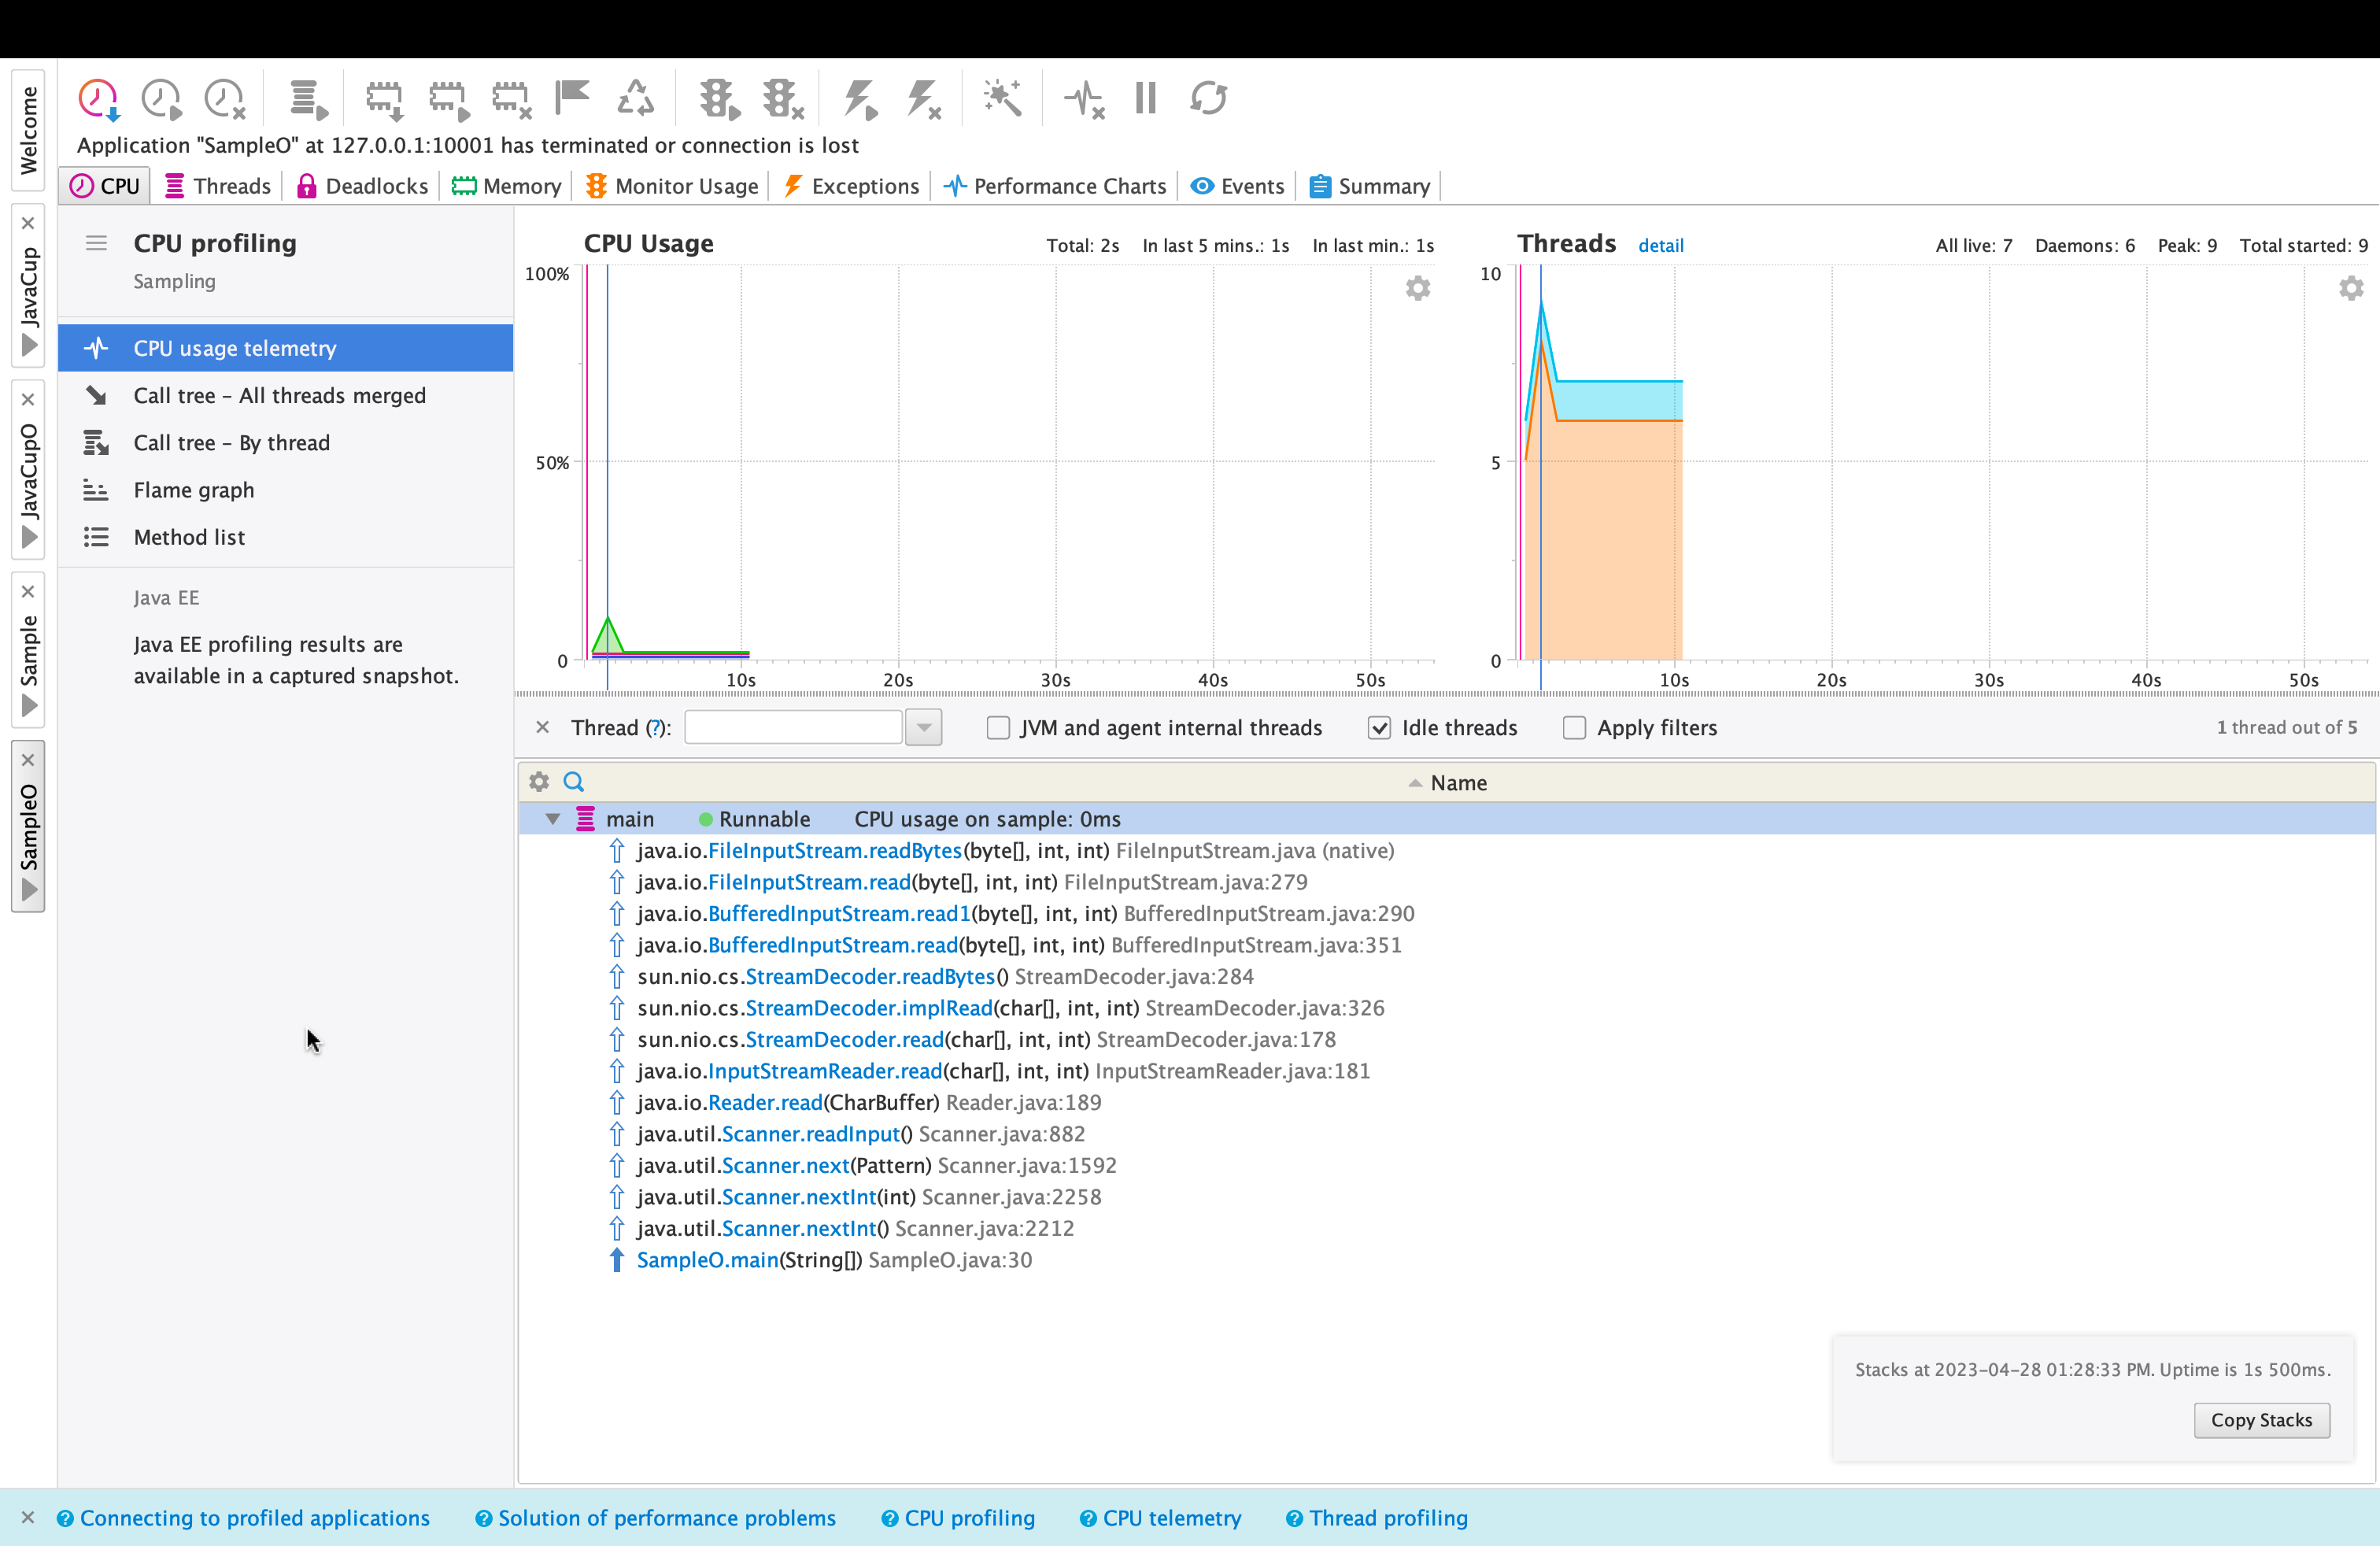 Application "SampleO" at 127.0.0.1:10001 has terminated or connection is lost
Welcome
JavaCup
JavaCupO
Sample
SampleO
CPU Threads Deadlocks Memory Monitor Usage Exceptions Performance Charts Events Summary
CPU profiling
Sampling
CPU usage telemetry
Call tree – All threads merged
Call tree – By thread
Flame graph
Method list
Java EE
Java EE profiling results are
available in a captured snapshot.
CPU Usage Total: 2s In last 5 mins.: 1s In last min.: 1s
100%
50%
0
10s 20s 30s 40s 50s
Threads detail All live: 7 Daemons: 6 Peak: 9 Total started: 9
10
5
0
10s 20s 30s 40s 50s
Thread (?): JVM and agent internal threads Idle threads Apply filters 1 thread out of 5
Name
main Runnable CPU usage on sample: 0ms
java.io.FileInputStream.readBytes(byte[], int, int) FileInputStream.java (native)
java.io.FileInputStream.read(byte[], int, int) FileInputStream.java:279
java.io.BufferedInputStream.read1(byte[], int, int) BufferedInputStream.java:290
java.io.BufferedInputStream.read(byte[], int, int) BufferedInputStream.java:351
sun.nio.cs.StreamDecoder.readBytes() StreamDecoder.java:284
sun.nio.cs.StreamDecoder.implRead(char[], int, int) StreamDecoder.java:326
sun.nio.cs.StreamDecoder.read(char[], int, int) StreamDecoder.java:178
java.io.InputStreamReader.read(char[], int, int) InputStreamReader.java:181
java.io.Reader.read(CharBuffer) Reader.java:189
java.util.Scanner.readInput() Scanner.java:882
java.util.Scanner.next(Pattern) Scanner.java:1592
java.util.Scanner.nextInt(int) Scanner.java:2258
java.util.Scanner.nextInt() Scanner.java:2212
SampleO.main(String[]) SampleO.java:30
Stacks at 2023-04-28 01:28:33 PM. Uptime is 1s 500ms.
Copy Stacks
Connecting to profiled applications Solution of performance problems CPU profiling CPU telemetry Thread profiling